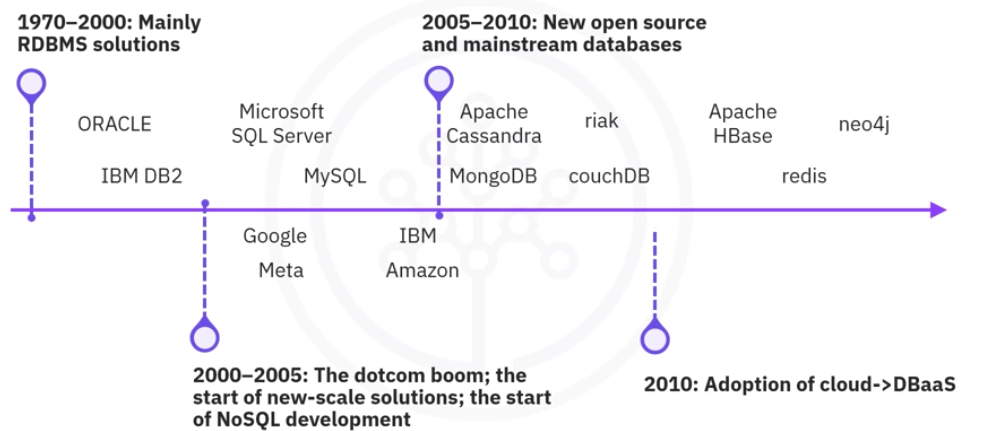 1970–2000: Mainly
RDBMS solutions
2005–2010: New open source
and mainstream databases
ORACLE
Microsoft
SQL Server
Apache
Cassandra
riak
Apache
HBase
neo4j
IBM DB2
MySQL
MongoDB
couchDB
redis
Google
IBM
Meta
Amazon
2000–2005: The dotcom boom; the
start of new-scale solutions; the start
of NoSQL development
2010: Adoption of cloud->DBaaS